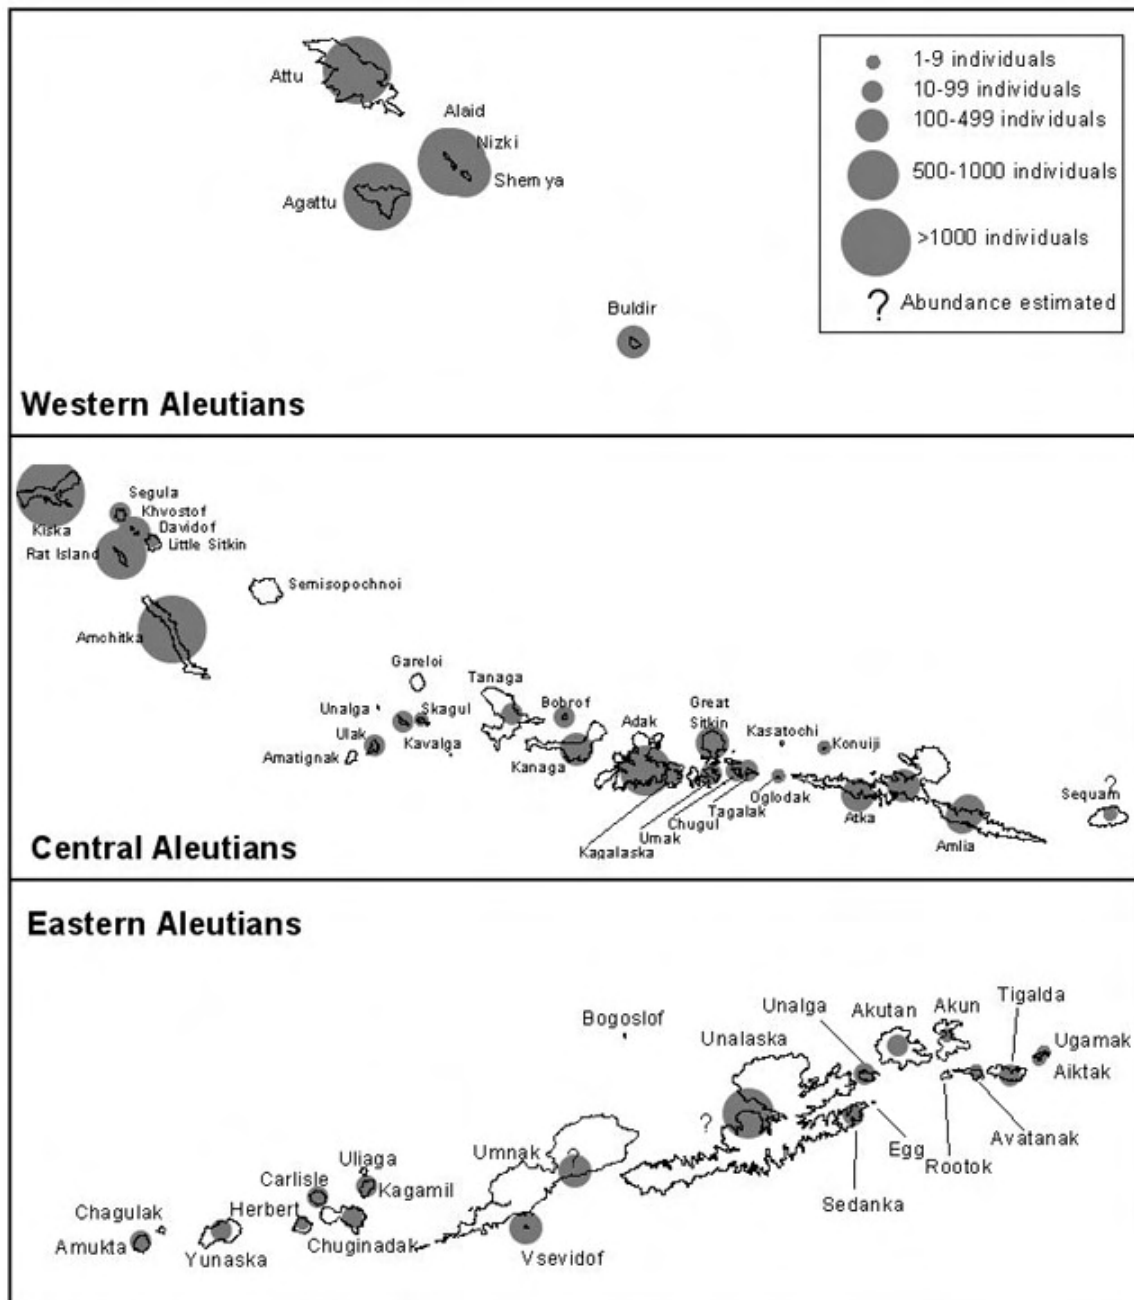 Attu
Alaid
Nizki
Shemya
Agattu
Buldir
1-9 individuals
10-99 individuals
100-499 individuals
500-1000 individuals
>1000 individuals
? Abundance estimated
Western Aleutians
Kiska
Segula
Khvostof
Davidof
Rat Island
Little Sitkin
Semisopochnoi
Amchitka
Gareloi
Tanaga
Unalga
Skagul
Bobrof
Great
Sitkin
Adak
Kasatochi
Konuiji
Ulak
Kavalga
Amatignak
Kanaga
Oglodak
Tagalak
Chugul
Umak
Kagalaska
Atka
Amlia
?
Sequam
Central Aleutians
Eastern Aleutians
Bogoslof
Unalga
Akutan
Akun
Tigalda
Unalaska
Ugamak
Aiktak
?
Umnak
?
Avatanak
Egg
Rootok
Sedanka
Uliaga
Carlisle
Kagamil
Chagulak
Herbert
Amukta
Yunaska
Chuginadak
Vsevidof